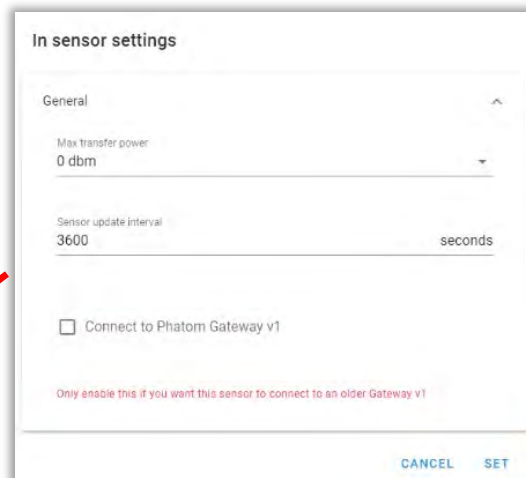 In sensor settings
General
Max transfer power
0 dbm
Sensor update interval
3600 seconds
Connect to Phatom Gateway v1
Only enable this if you want this sensor to connect to an older Gateway v1
CANCEL SET